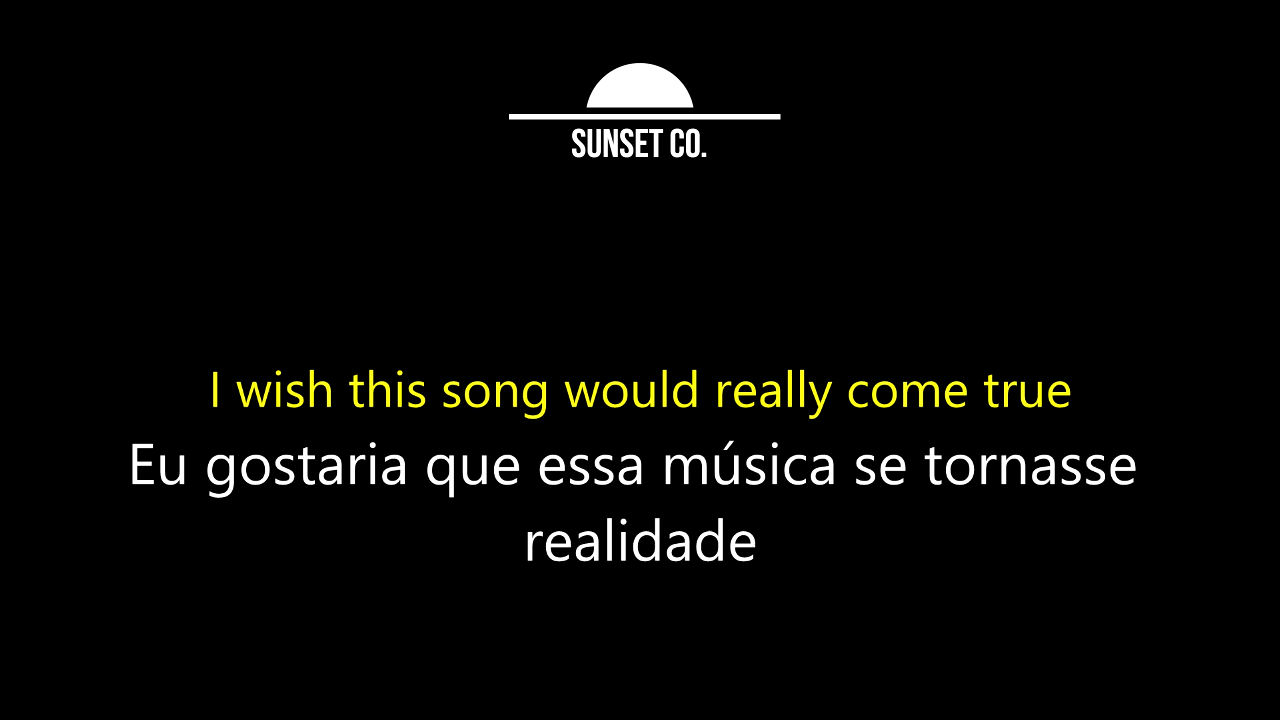 SUNSET CO.
I wish this song would really come true
Eu gostaria que essa música se tornasse
realidade